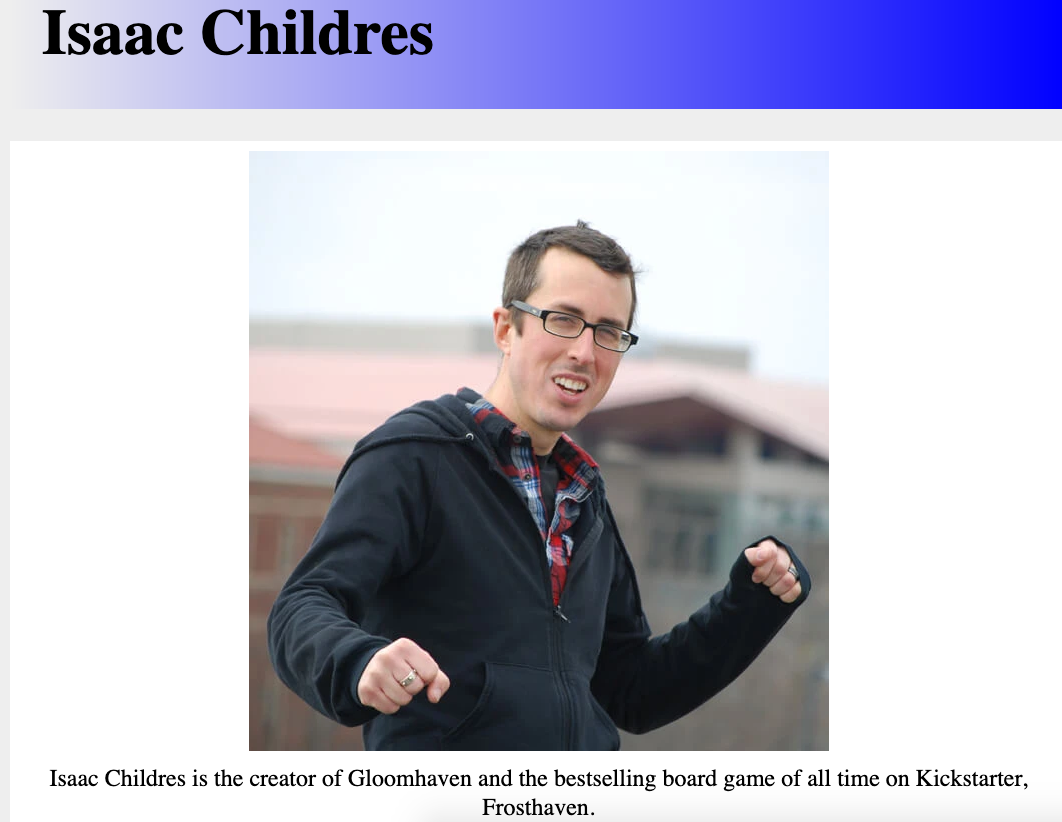 Isaac Childres
Isaac Childres is the creator of Gloomhaven and the bestselling board game of all time on Kickstarter,
Frosthaven.